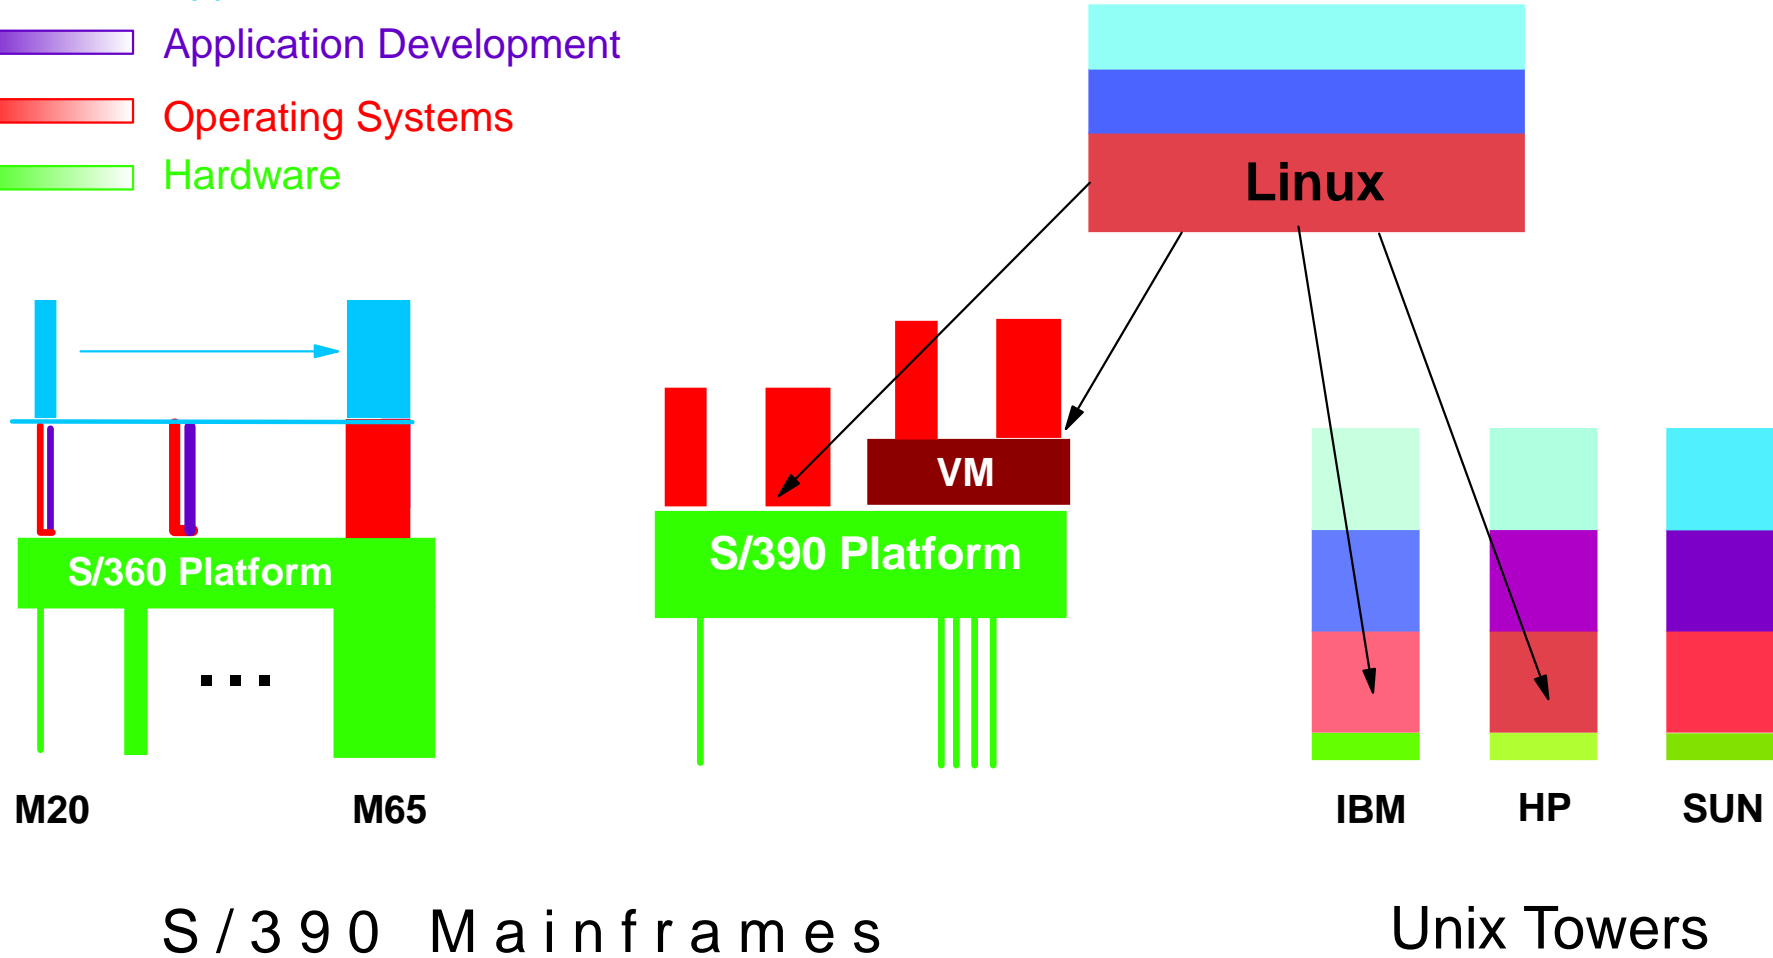 Application Development
Operating Systems
Hardware
Linux
VM
S/390 Platform
S/360 Platform
...
M20
M65
IBM
HP
SUN
S/390 Mainframes
Unix Towers